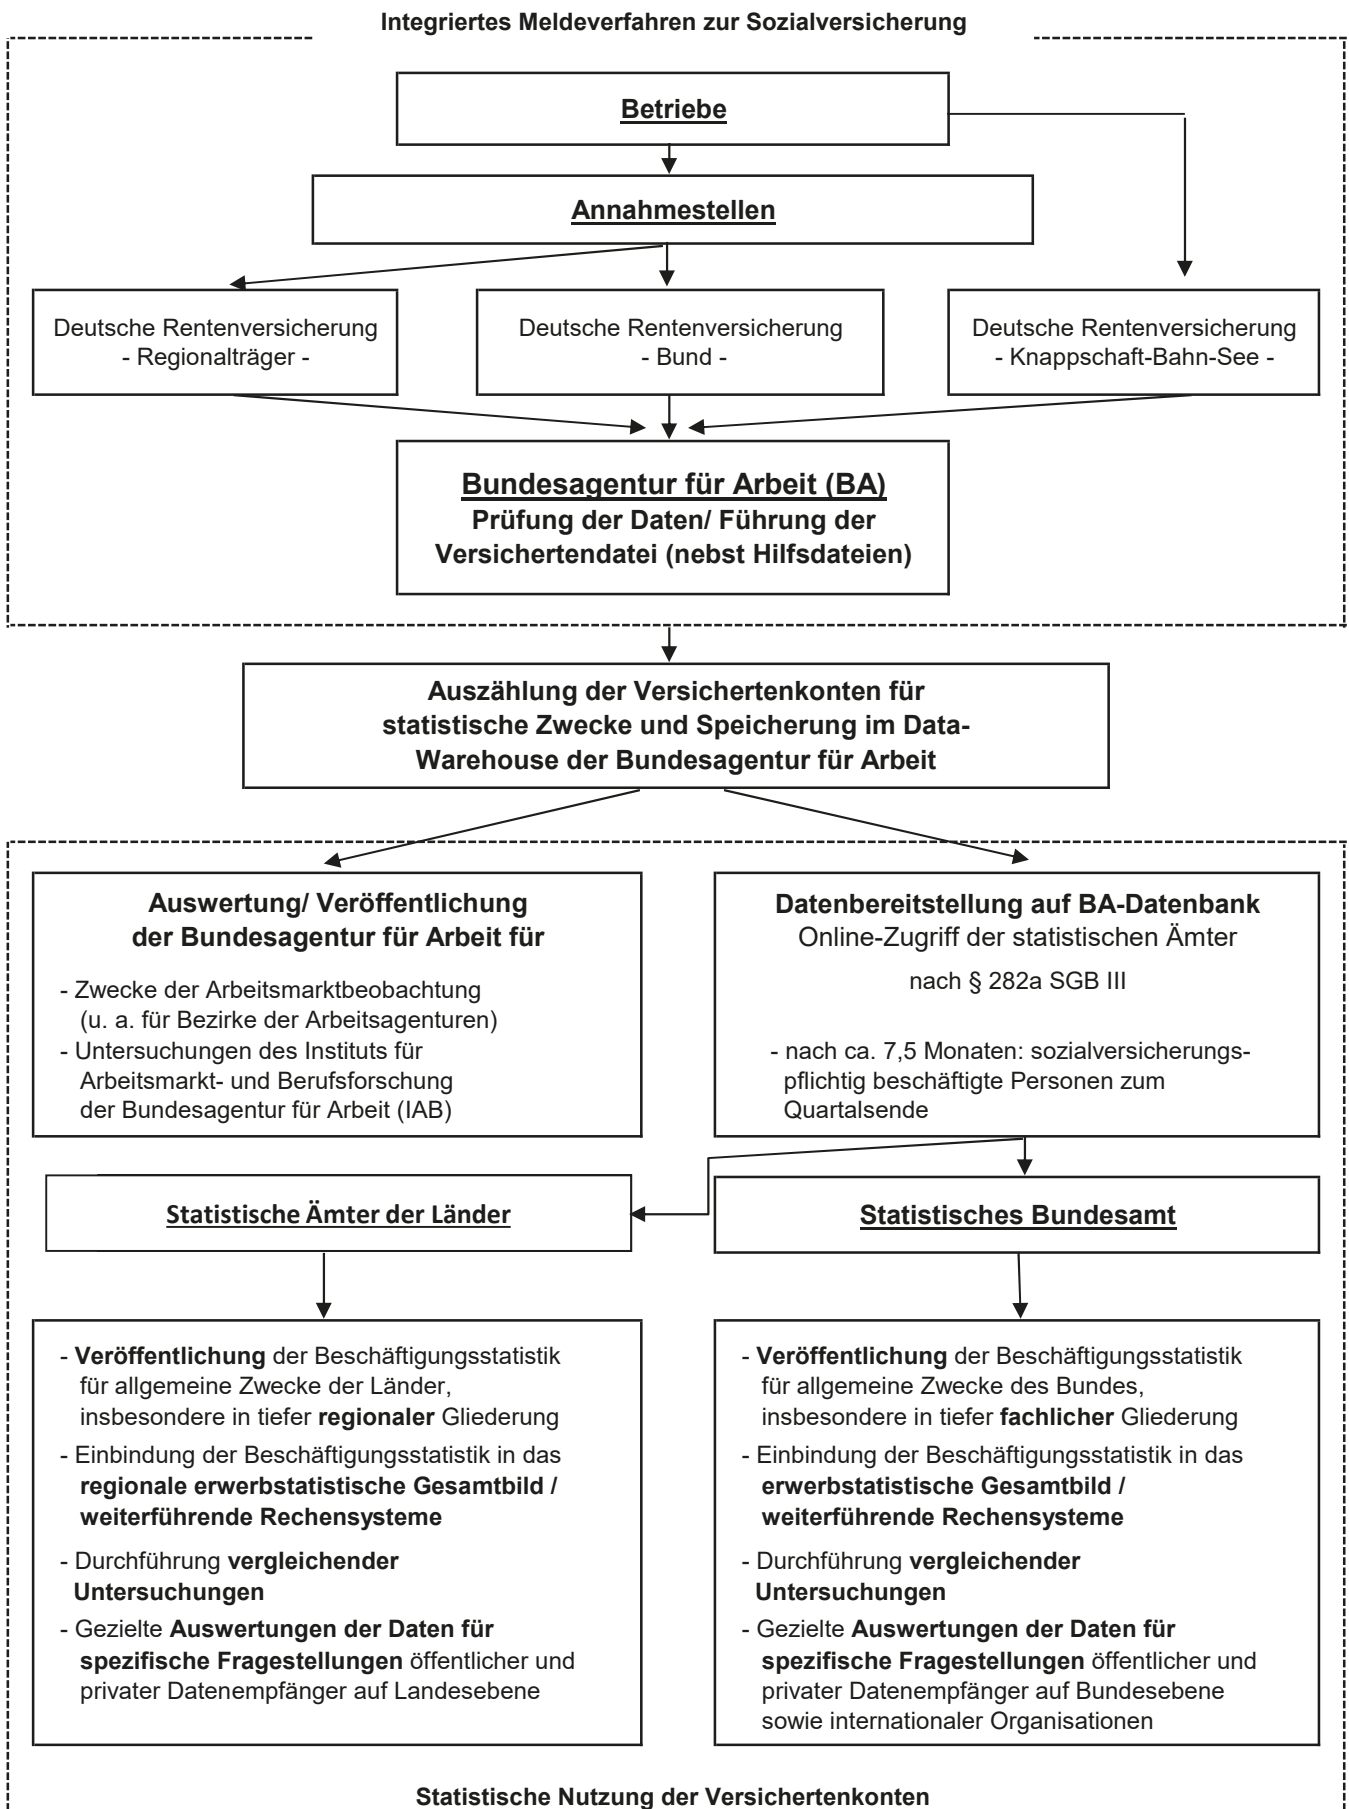 Integriertes Meldeverfahren zur Sozialversicherung
Betriebe
Annahmestellen
Deutsche Rentenversicherung
- Regionalträger -
Deutsche Rentenversicherung
- Bund -
Deutsche Rentenversicherung
- Knappschaft-Bahn-See -
Bundesagentur für Arbeit (BA)
Prüfung der Daten/ Führung der
Versichertendatei (nebst Hilfsdateien)
Auszählung der Versichertenkonten für
statistische Zwecke und Speicherung im Data-
Warehouse der Bundesagentur für Arbeit
Auswertung/ Veröffentlichung
der Bundesagentur für Arbeit für
- Zwecke der Arbeitsmarktbeobachtung
(u. a. für Bezirke der Arbeitsagenturen)
- Untersuchungen des Instituts für
Arbeitsmarkt- und Berufsforschung
der Bundesagentur für Arbeit (IAB)
Datenbereitstellung auf BA-Datenbank
Online-Zugriff der statistischen Ämter
nach § 282a SGB III
- nach ca. 7,5 Monaten: sozialversicherungs-
pflichtig beschäftigte Personen zum
Quartalsende
Statistische Ämter der Länder
Statistisches Bundesamt
- Veröffentlichung der Beschäftigungsstatistik
für allgemeine Zwecke der Länder,
insbesondere in tiefer regionaler Gliederung
- Einbindung der Beschäftigungsstatistik in das
regionale erwerbstatistische Gesamtbild /
weiterführende Rechensysteme
- Durchführung vergleichender
Untersuchungen
- Gezielte Auswertungen der Daten für
spezifische Fragestellungen öffentlicher und
privater Datenempfänger auf Landesebene
- Veröffentlichung der Beschäftigungsstatistik
für allgemeine Zwecke des Bundes,
insbesondere in tiefer fachlicher Gliederung
- Einbindung der Beschäftigungsstatistik in das
erwerbstatistische Gesamtbild /
weiterführende Rechensysteme
- Durchführung vergleichender
Untersuchungen
- Gezielte Auswertungen der Daten für
spezifische Fragestellungen öffentlicher und
privater Datenempfänger auf Bundesebene
sowie internationaler Organisationen
Statistische Nutzung der Versichertenkonten